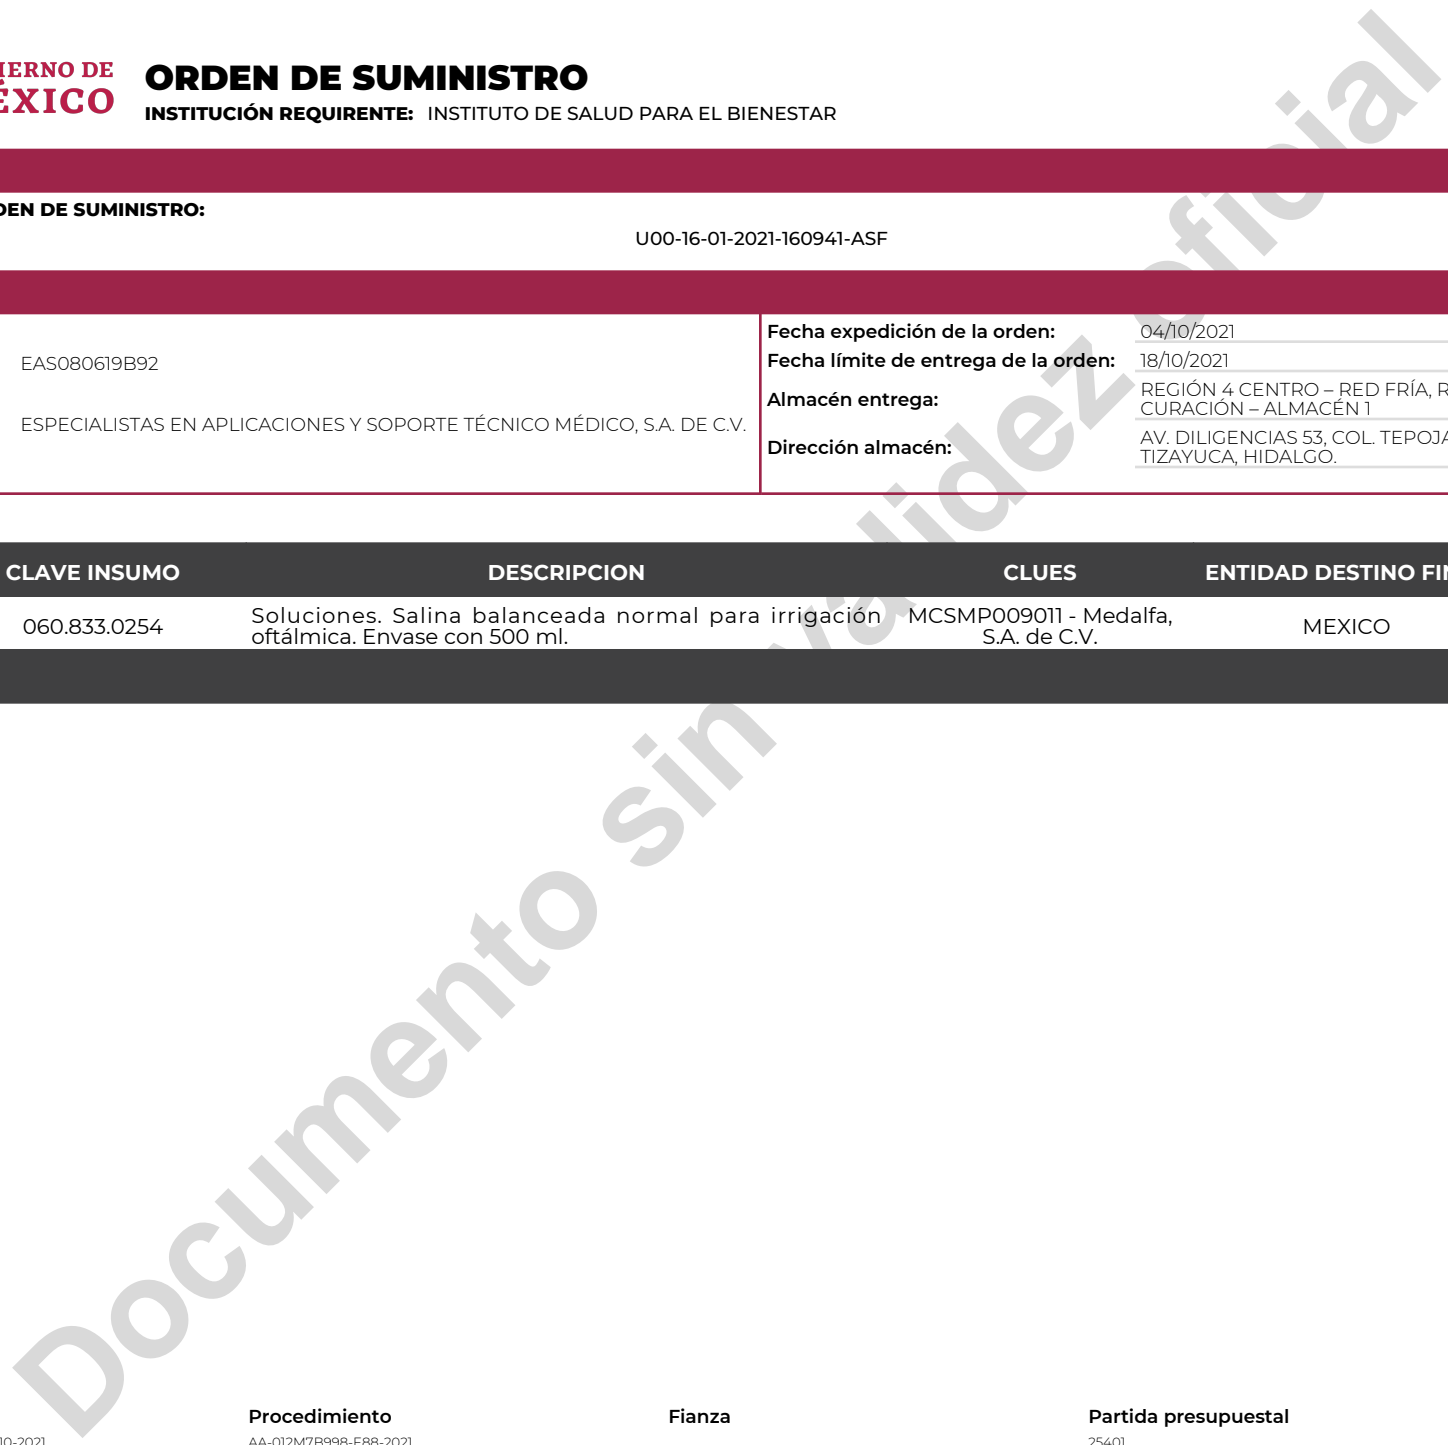 IERNO DE
ÉXICO
ORDEN DE SUMINISTRO
INSTITUCIÓN REQUIRENTE: INSTITUTO DE SALUD PARA EL BIENESTAR
DEN DE SUMINISTRO:
U00-16-01-2021-160941-ASF
EAS080619B92
ESPECIALISTAS EN APLICACIONES Y SOPORTE TÉCNICO MÉDICO, S.A. DE C.V.
Fecha expedición de la orden: 04/10/2021
Fecha límite de entrega de la orden: 18/10/2021
Almacén entrega: REGIÓN 4 CENTRO – RED FRÍA, R
CURACIÓN – ALMACÉN 1
Dirección almacén: AV. DILIGENCIAS 53, COL. TEPOJA
TIZAYUCA, HIDALGO.
CLAVE INSUMO DESCRIPCION CLUES ENTIDAD DESTINO FIN
060.833.0254 Soluciones. Salina balanceada normal para irrigación oftálmica. Envase con 500 ml. MCSMP009011 - Medalfa, S.A. de C.V. MEXICO
Documento sin validez oficial
Procedimiento Fianza Partida presupuestal
10-2021 AA-012M7B998-E88-2021 25401